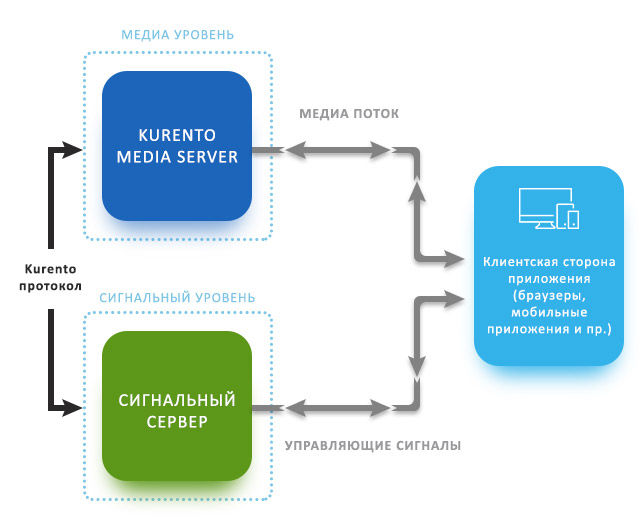 МЕДИА УРОВЕНЬ
KURENTO
MEDIA SERVER
МЕДИА ПОТОК
Kurento
протокол
Клиентская сторона
приложения
(браузеры,
мобильные
приложения и пр.)
СИГНАЛЬНЫЙ УРОВЕНЬ
СИГНАЛЬНЫЙ
СЕРВЕР
УПРАВЛЯЮЩИЕ СИГНАЛЫ